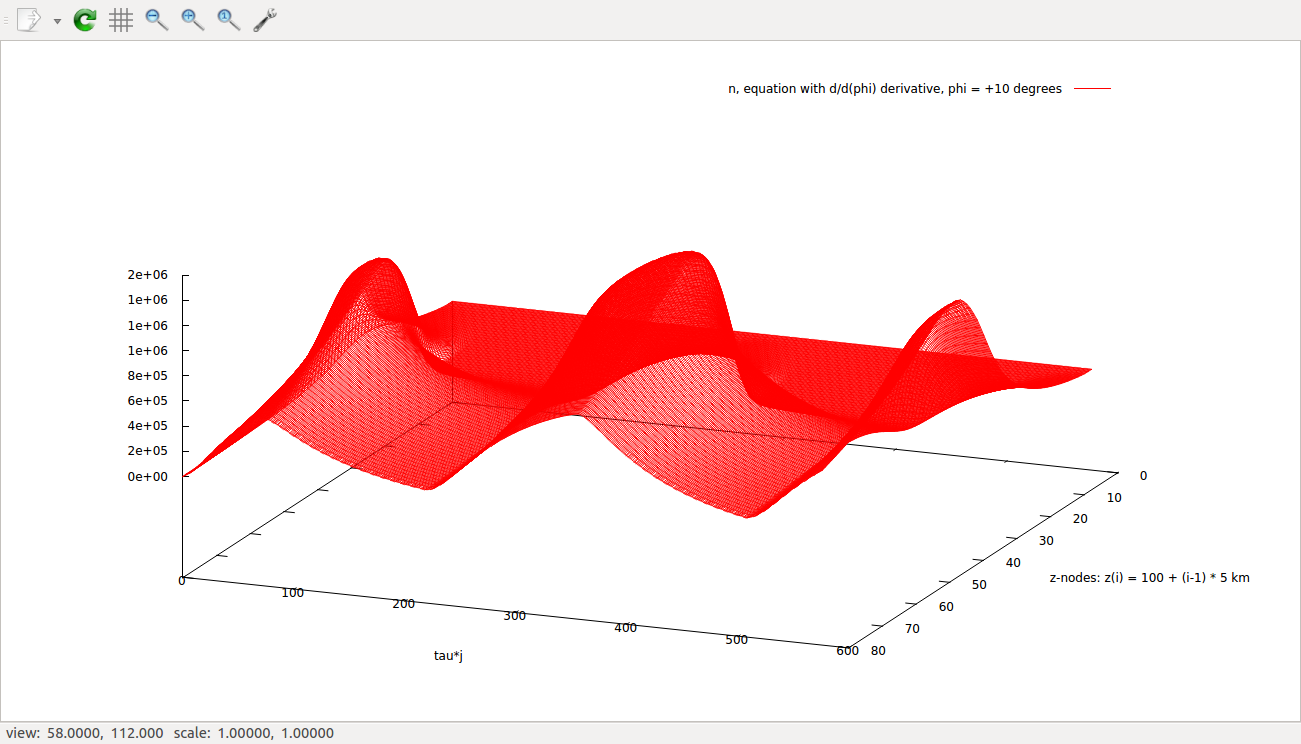 n, equation with d/d(phi) derivative, phi = +10 degrees
2e+06
1e+06
1e+06
1e+06
8e+05
6e+05
4e+05
2e+05
0e+00
0
100
200
300
400
500
600
tau*j
0
10
20
30
40
50
60
70
80
z-nodes: z(i) = 100 + (i-1) * 5 km
view: 58.0000, 112.000 scale: 1.00000, 1.00000